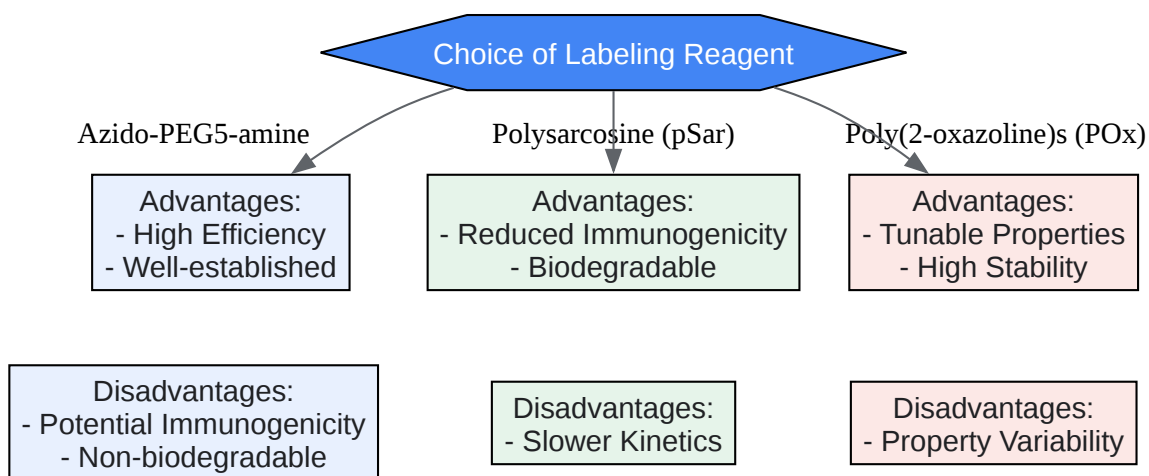 Choice of Labeling Reagent
Azido-PEG5-amine
Polysarcosine (pSar)
Poly(2-oxazoline)s (POx)
Advantages:
- High Efficiency
- Well-established
Advantages:
- Reduced Immunogenicity
- Biodegradable
Advantages:
- Tunable Properties
- High Stability
Disadvantages:
- Potential Immunogenicity
- Non-biodegradable
Disadvantages:
- Slower Kinetics
Disadvantages:
- Property Variability